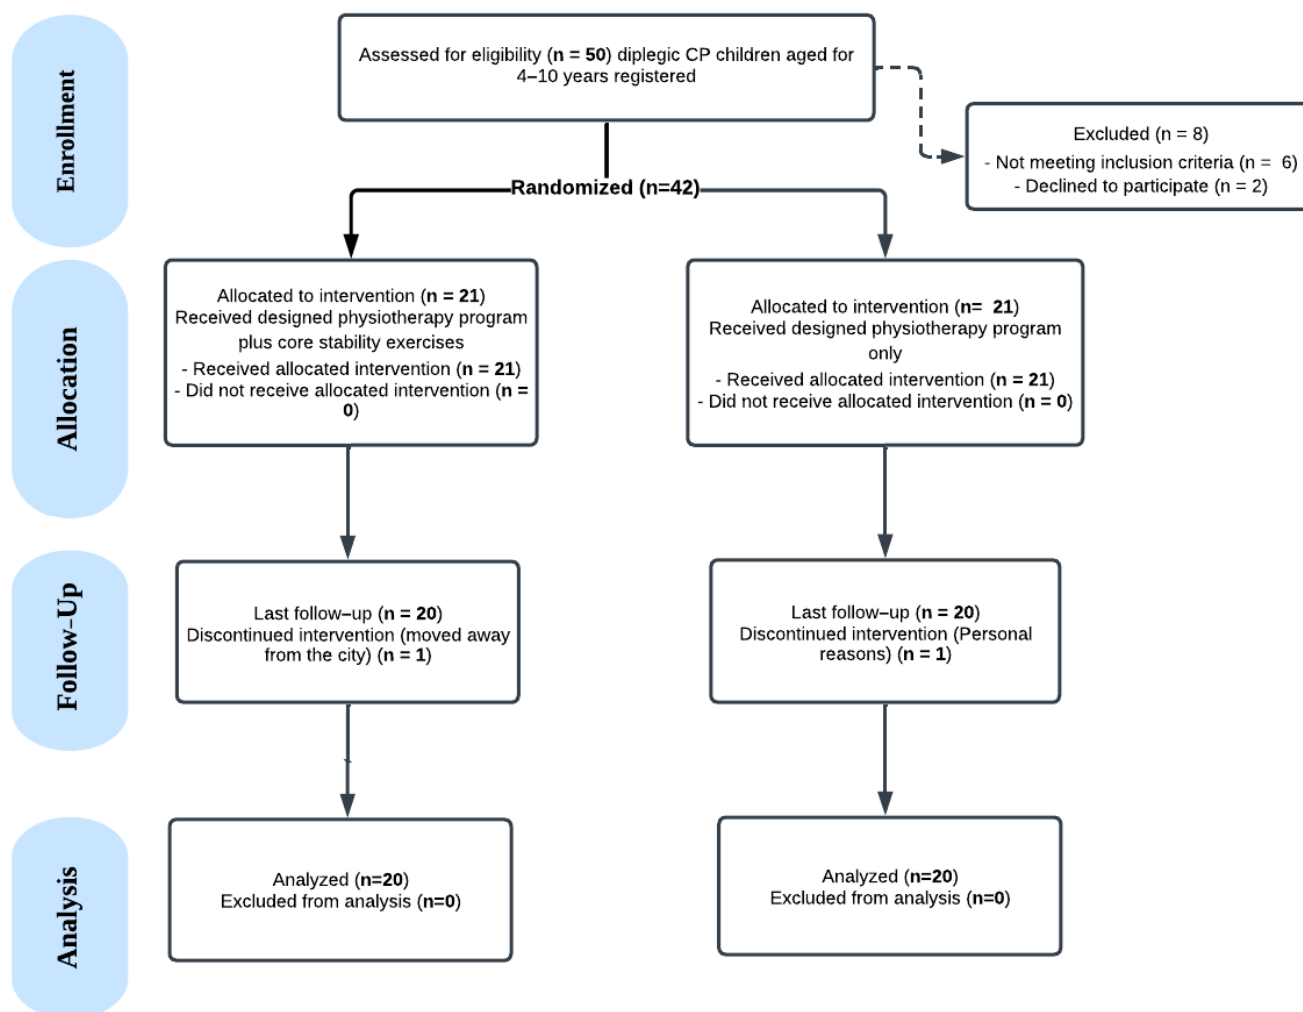 Enrollment
Assessed for eligibility (n = 50) diplegic CP children aged for
4–10 years registered
Excluded (n = 8)
- Not meeting inclusion criteria (n =  6)
- Declined to participate (n = 2)
Randomized (n=42)
Allocation
Allocated to intervention (n = 21)
Received designed physiotherapy program
plus core stability exercises
- Received allocated intervention (n = 21)
- Did not receive allocated intervention (n =
0)
Allocated to intervention (n=  21)
Received designed physiotherapy program
only
- Received allocated intervention (n = 21)
- Did not receive allocated intervention (n = 0)
Follow-Up
Last follow–up (n = 20)
Discontinued intervention (moved away
from the city) (n = 1)
Last follow–up (n = 20)
Discontinued intervention (Personal
reasons) (n = 1)
Analysis
Analyzed (n=20)
Excluded from analysis (n=0)
Analyzed (n=20)
Excluded from analysis (n=0)